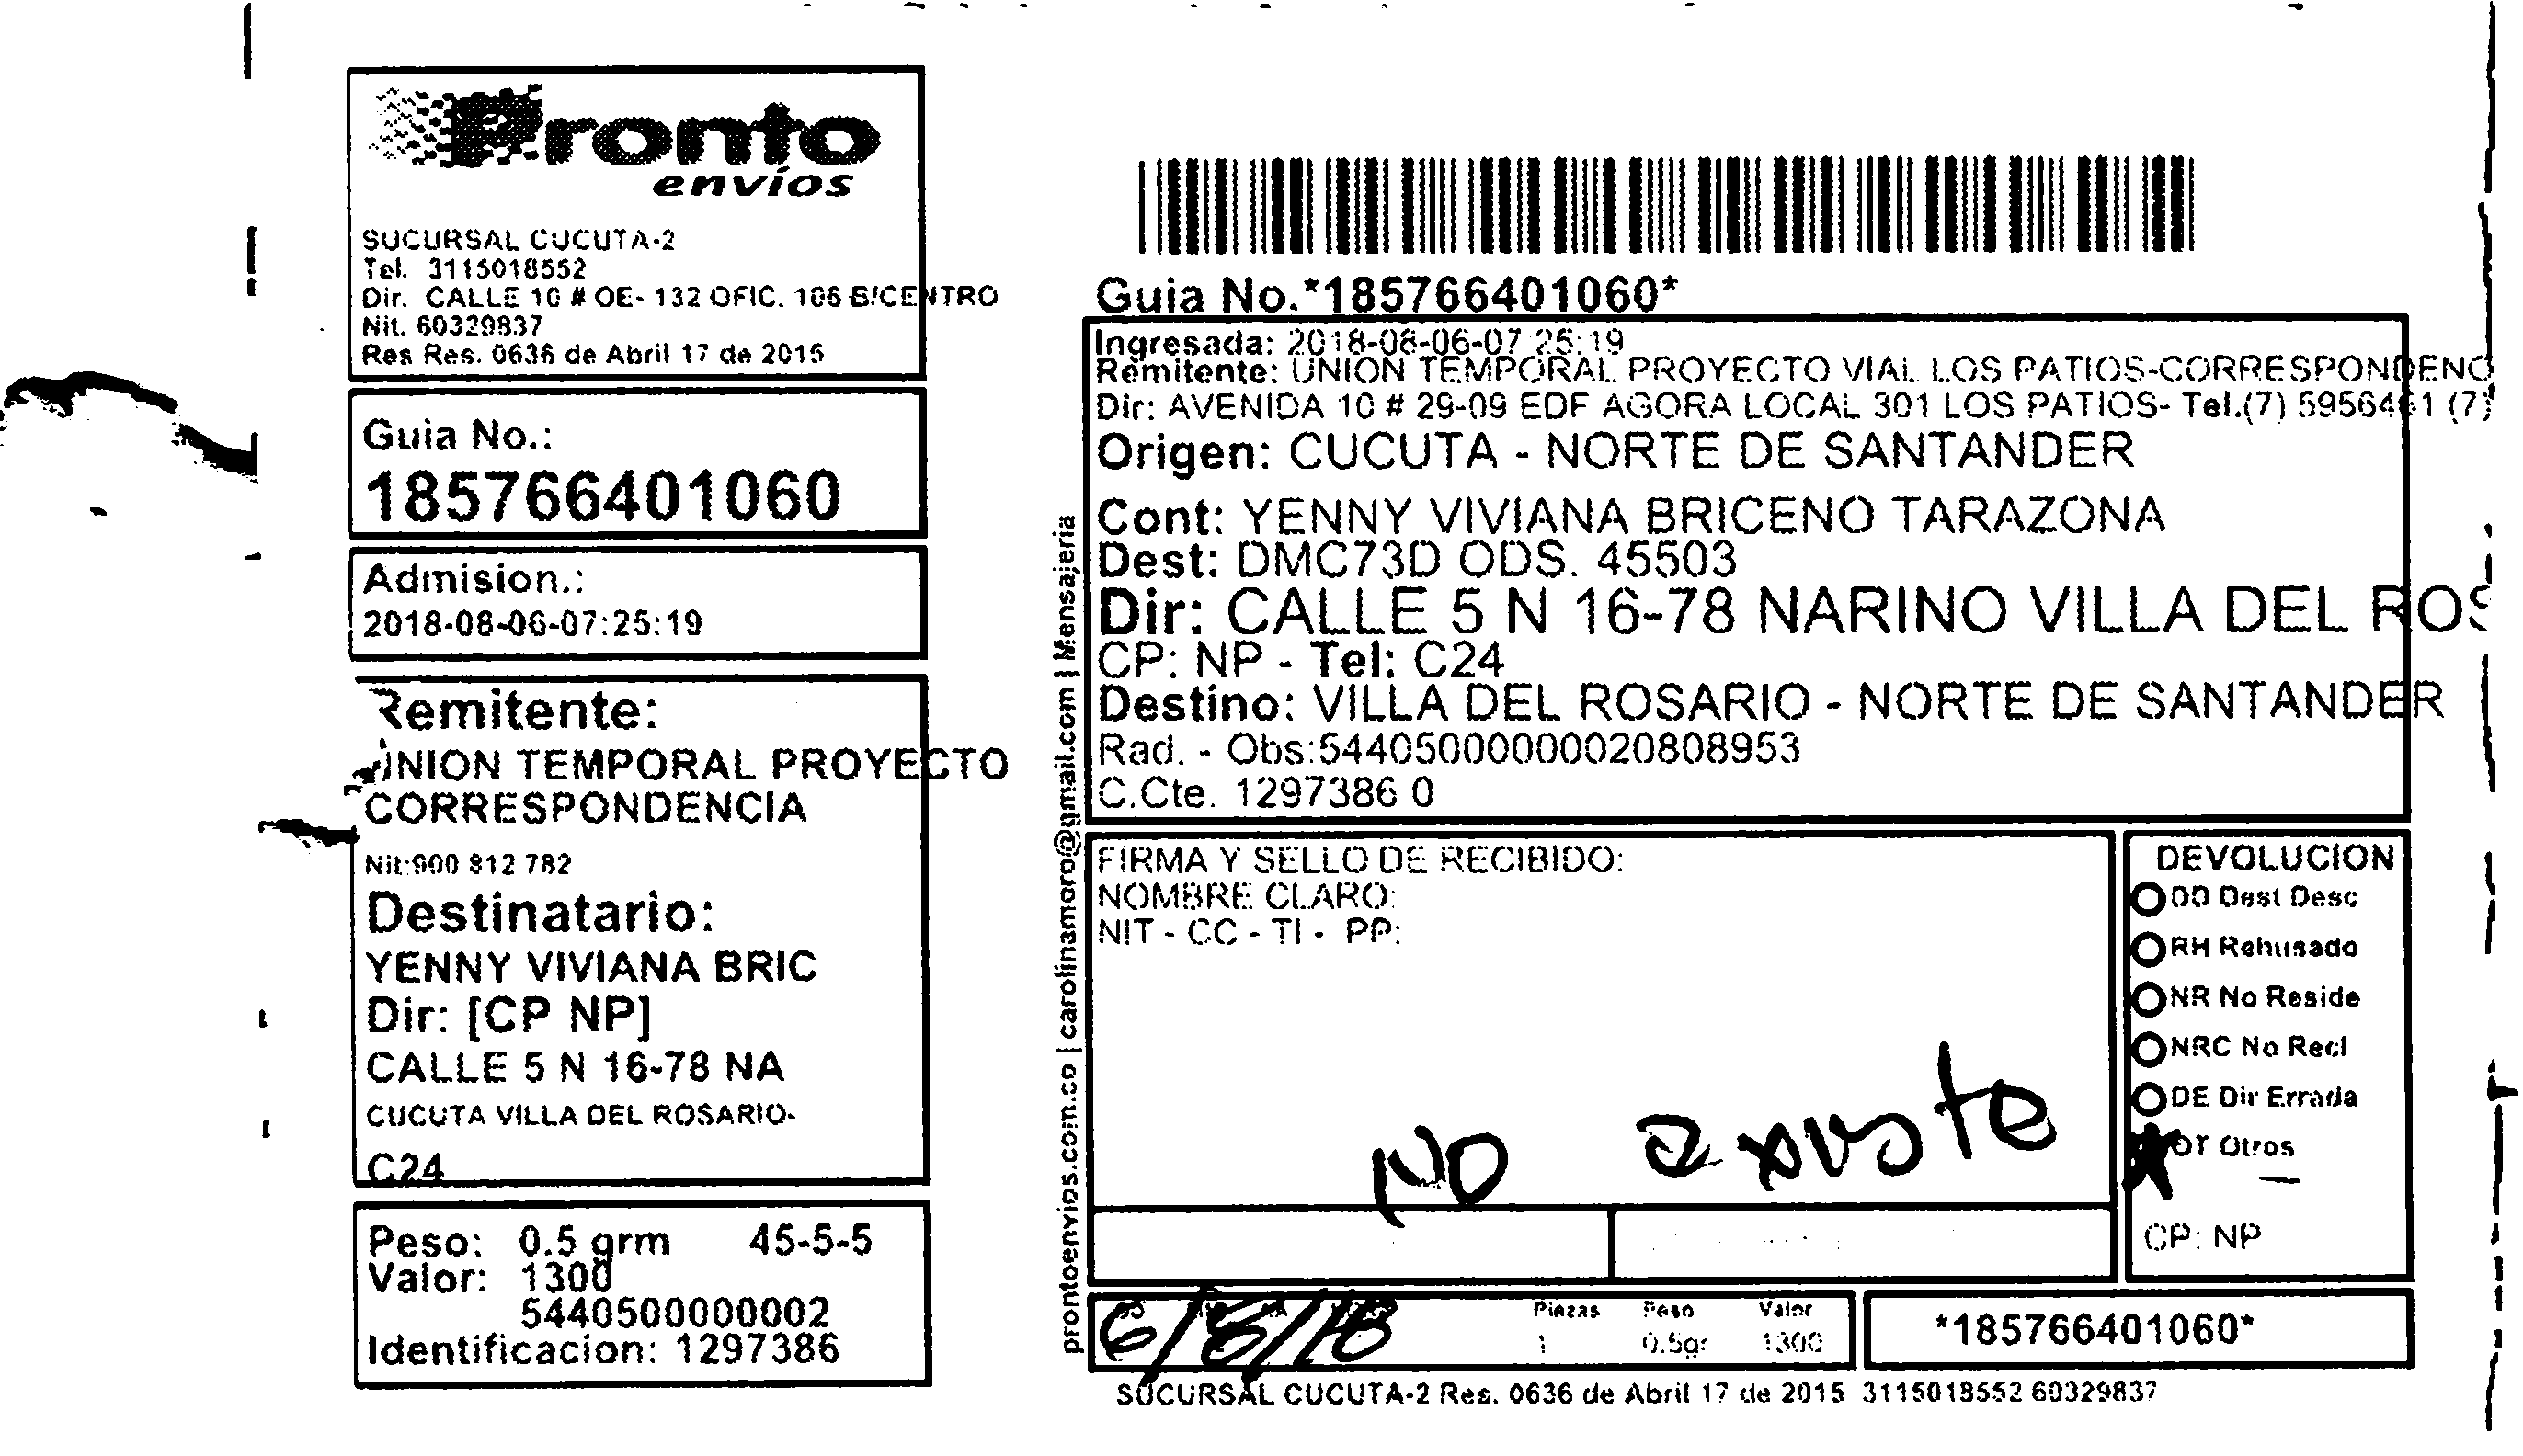 Pronto
envíos
SUCURSAL CUCUTA-2
Tel. 3115018552
Dir. CALLE 10 # OE- 132 OFIC. 106 B/CENTRO
Nit. 60329837
Res Res. 0636 de Abril 17 de 2015
Guia No.:
185766401060
Admision.:
2018-08-06-07:25:19
Remitente:
UNION TEMPORAL PROYECTO
CORRESPONDENCIA
Nit:900 812 782
Destinatario:
YENNY VIVIANA BRIC
Dir: [CP NP]
CALLE 5 N 16-78 NA
CUCUTA VILLA DEL ROSARIO-
C24
Peso: 0.5 grm 45-5-5
Valor: 1300
5440500000002
Identificacion: 1297386
prontoenvios.com.co | carolinamoro@gmail.com | Mensajeria
Guia No.*185766401060*
Ingresada: 2018-08-06-07 25:19
Remitente: UNION TEMPORAL PROYECTO VIAL LOS PATIOS-CORRESPONDENC
Dir: AVENIDA 10 # 29-09 EDF AGORA LOCAL 301 LOS PATIOS- Tel.(7) 5956461 (7)
Origen: CUCUTA - NORTE DE SANTANDER
Cont: YENNY VIVIANA BRICENO TARAZONA
Dest: DMC73D ODS. 45503
Dir: CALLE 5 N 16-78 NARINO VILLA DEL ROS
CP: NP - Tel: C24
Destino: VILLA DEL ROSARIO - NORTE DE SANTANDER
Rad. - Obs:544050000000020808953
C.Cte. 1297386 0
FIRMA Y SELLO DE RECIBIDO:
NOMBRE CLARO:
NIT - CC - TI - PP:
NO existe
DEVOLUCION
DD Dest Desc
RH Rehusado
NR No Reside
NRC No Recl
DE Dir Errada
OT Otros
CP: NP
6/8/18
Piezas Peso Valor
1 0.5gr 1300
*185766401060*
SUCURSAL CUCUTA-2 Res. 0636 de Abril 17 de 2015 3115018552 60329837